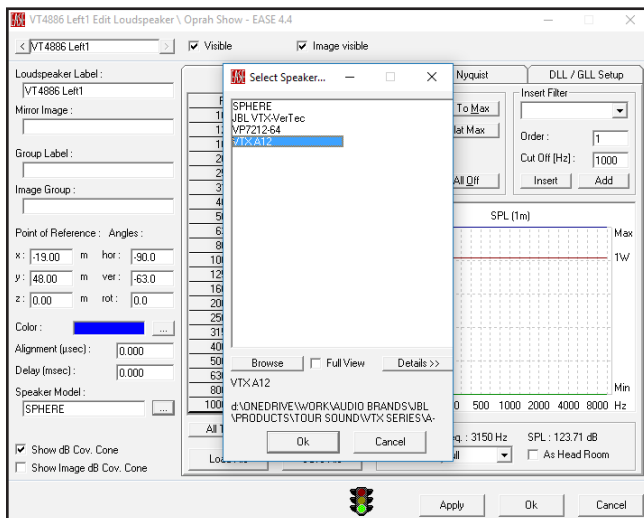 VT4886 Left1 Edit Loudspeaker \ Oprah Show - EASE 4.4
< VT4886 Left1 >
Visible
Image visible
Loudspeaker Label :
VT4886 Left1
Mirror Image :
Group Label :
Image Group :
Point of Reference : Angles :
x : -19.00 m hor : -90.0
y : 48.00 m ver : -63.0
z : 0.00 m rot : 0.0
Color : ...
Alignment (µsec) : 0.000
Delay (msec) : 0.000
Speaker Model :
SPHERE ...
Show dB Cov. Cone
Show Image dB Cov. Cone
Select Speaker...
SPHERE
JBL VTX-VerTec
VP7212-64
VTX A12
Browse
Full View
Details >>
VTX A12
d:\ONEDRIVE\WORK\AUDIO BRANDS\JBL
\PRODUCTS\TOUR SOUND\VTX SERIES\A-
Ok
Cancel
Nyquist
DLL / GLL Setup
To Max
Max
All Off
Insert Filter
Order : 1
Cut Off [Hz] : 1000
Insert
Add
SPL (1m)
Max
1W
Min
0 500 1000 2000 4000 8000 Hz
: 3150 Hz
SPL : 123.71 dB
As Head Room
Apply
Ok
Cancel